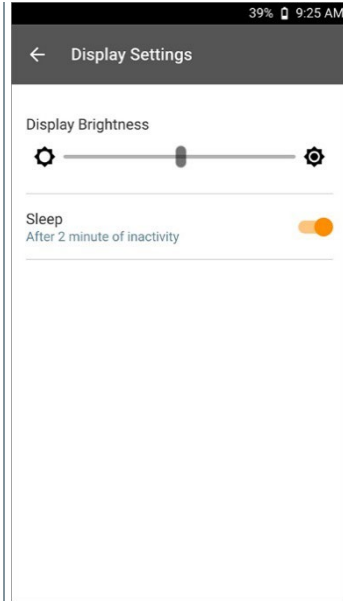 39% 9:25 AM
Display Settings
Display Brightness
Sleep
After 2 minute of inactivity